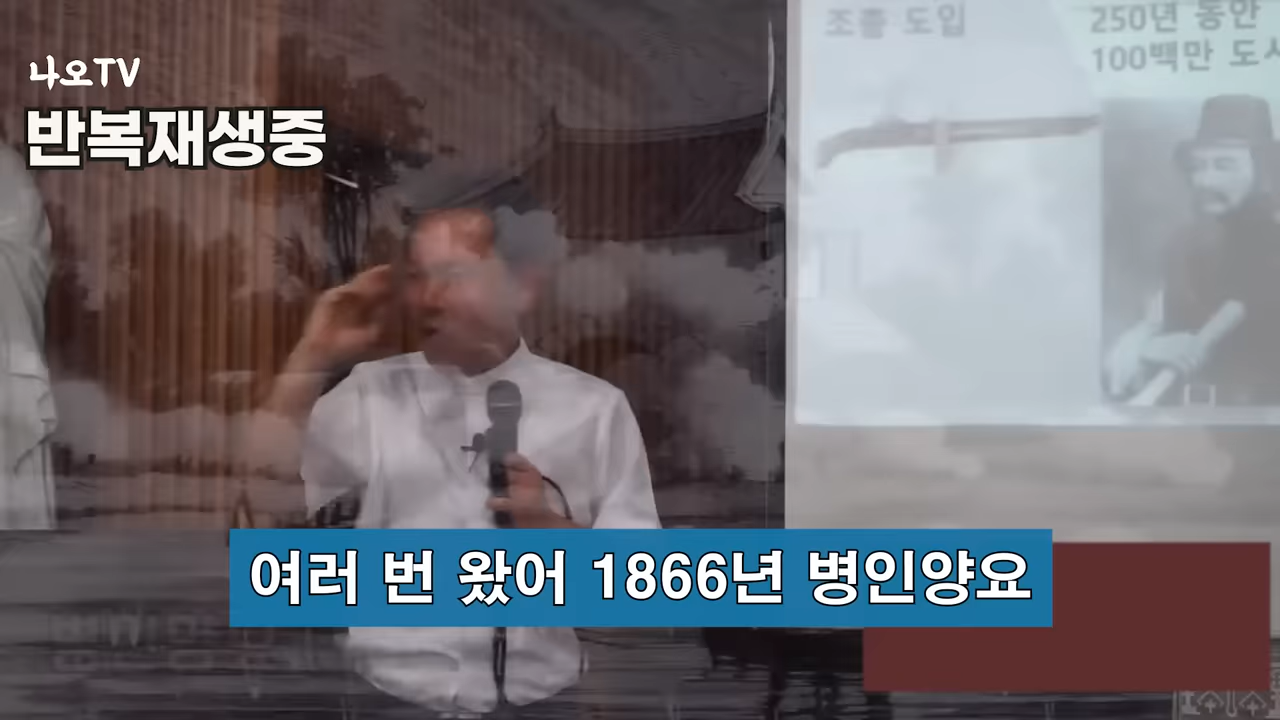 나오TV
반복재생중
조총 도입
250년 동안
100백만 도
여러 번 왔어 1866년 병인양요